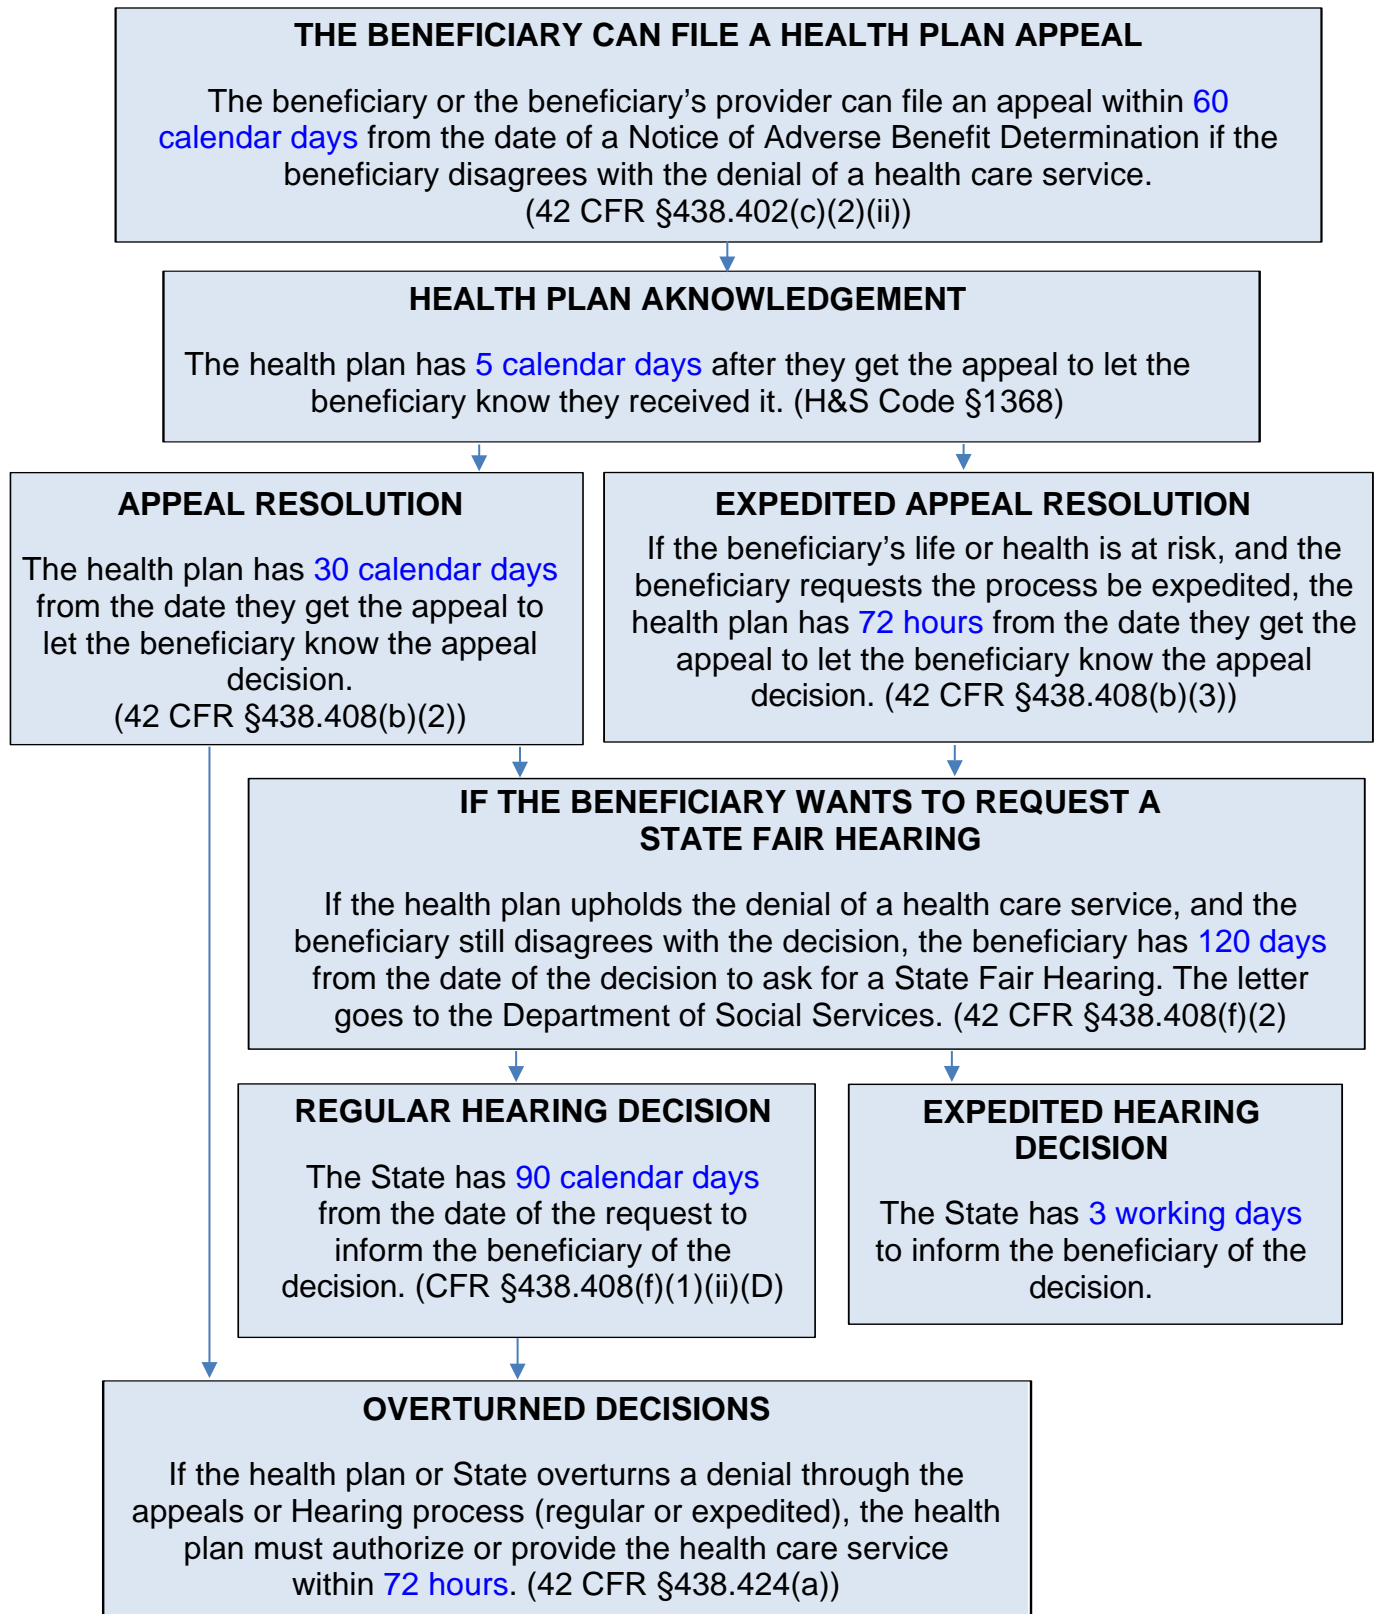 THE BENEFICIARY CAN FILE A HEALTH PLAN APPEAL
The beneficiary or the beneficiary’s provider can file an appeal within 60
calendar days from the date of a Notice of Adverse Benefit Determination if the
beneficiary disagrees with the denial of a health care service.
(42 CFR §438.402(c)(2)(ii))
HEALTH PLAN AKNOWLEDGEMENT
The health plan has 5 calendar days after they get the appeal to let the
beneficiary know they received it. (H&S Code §1368)
APPEAL RESOLUTION
The health plan has 30 calendar days
from the date they get the appeal to
let the beneficiary know the appeal
decision.
(42 CFR §438.408(b)(2))
EXPEDITED APPEAL RESOLUTION
If the beneficiary’s life or health is at risk, and the
beneficiary requests the process be expedited, the
health plan has 72 hours from the date they get the
appeal to let the beneficiary know the appeal
decision. (42 CFR §438.408(b)(3))
IF THE BENEFICIARY WANTS TO REQUEST A
STATE FAIR HEARING
If the health plan upholds the denial of a health care service, and the
beneficiary still disagrees with the decision, the beneficiary has 120 days
from the date of the decision to ask for a State Fair Hearing. The letter
goes to the Department of Social Services. (42 CFR §438.408(f)(2)
REGULAR HEARING DECISION
The State has 90 calendar days
from the date of the request to
inform the beneficiary of the
decision. (CFR §438.408(f)(1)(ii)(D)
EXPEDITED HEARING
DECISION
The State has 3 working days
to inform the beneficiary of the
decision.
OVERTURNED DECISIONS
If the health plan or State overturns a denial through the
appeals or Hearing process (regular or expedited), the health
plan must authorize or provide the health care service
within 72 hours. (42 CFR §438.424(a))